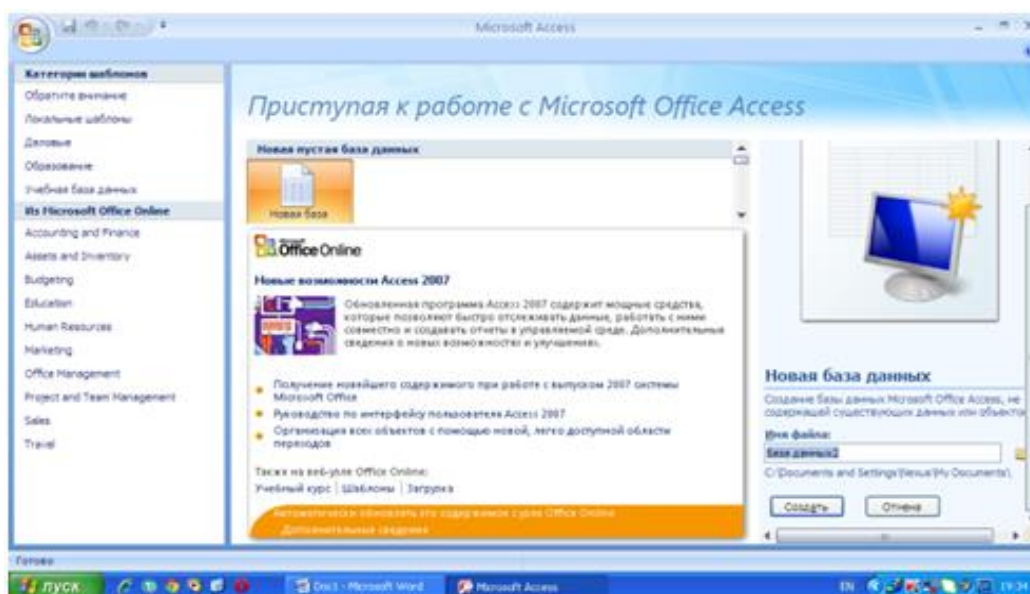 Microsoft Access
Категории шаблонов
Обратите внимание
Локальные шаблоны
Деловые
Образование
Учебная база данных
Из Microsoft Office Online
Accounting and Finance
Assets and Inventory
Budgeting
Education
Human Resources
Marketing
Office Management
Project and Team Management
Sales
Travel
Приступая к работе с Microsoft Office Access
Новая пустая база данных
Новая база
Microsoft
Office Online
Новые возможности Access 2007
Обновленная программа Access 2007 содержит мощные средства,
которые позволяют быстро отслеживать данные, работать с ними
совместно и создавать отчеты в управляемой среде. Дополнительные
сведения о новых возможностях и улучшениях.
Получение новейшего содержимого при работе с выпуском 2007 системы
Microsoft Office
Руководство по интерфейсу пользователя Access 2007
Организация всех объектов с помощью новой, легко доступной области
переходов
Также на веб-узле Office Online:
Учебный курс | Шаблоны | Загрузка
Автоматически обновлять это содержимое с узла Office Online
Дополнительные сведения
Новая база данных
Создание базы данных Microsoft Office Access, не
содержащей существующих данных или объектов
Имя файла:
База данных2
C:\Documents and Settings\Nexus\My Documents\
Создать
Отмена
Готово
пуск
Doc1 - Microsoft Word
Microsoft Access
EN
19:34